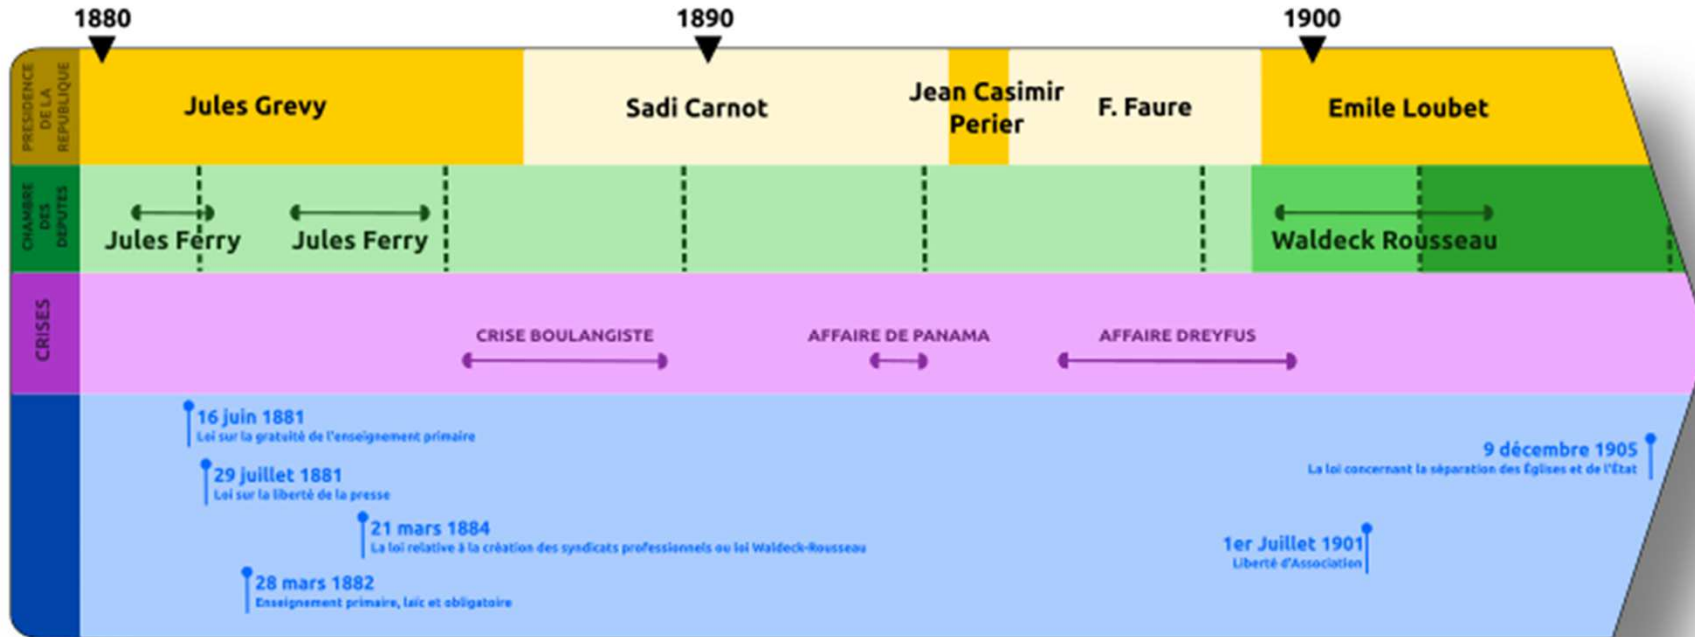 1880
1890
1900
PRESIDENCE
DE LA
REPUBLIQUE
Jules Grevy
Sadi Carnot
Jean Casimir
Perier
F. Faure
Emile Loubet
CHAMBRE
DES
DEPUTES
Jules Ferry
Jules Ferry
Waldeck Rousseau
CRISES
CRISE BOULANGISTE
AFFAIRE DE PANAMA
AFFAIRE DREYFUS
16 juin 1881
Loi sur la gratuité de l'enseignement primaire
29 juillet 1881
Loi sur la liberté de la presse
21 mars 1884
La loi relative à la création des syndicats professionnels ou loi Waldeck-Rousseau
28 mars 1882
Enseignement primaire, laïc et obligatoire
9 décembre 1905
La loi concernant la séparation des Églises et de l'État
1er Juillet 1901
Liberté d'Association